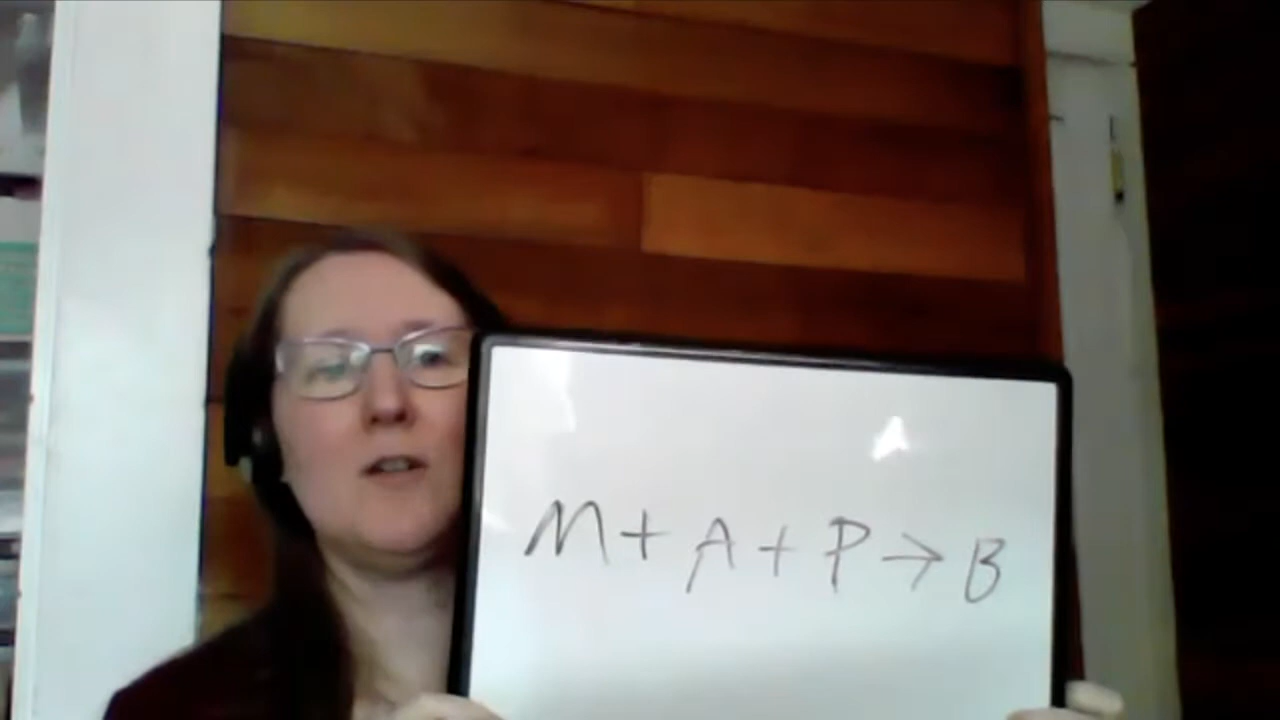 M + A + P → B